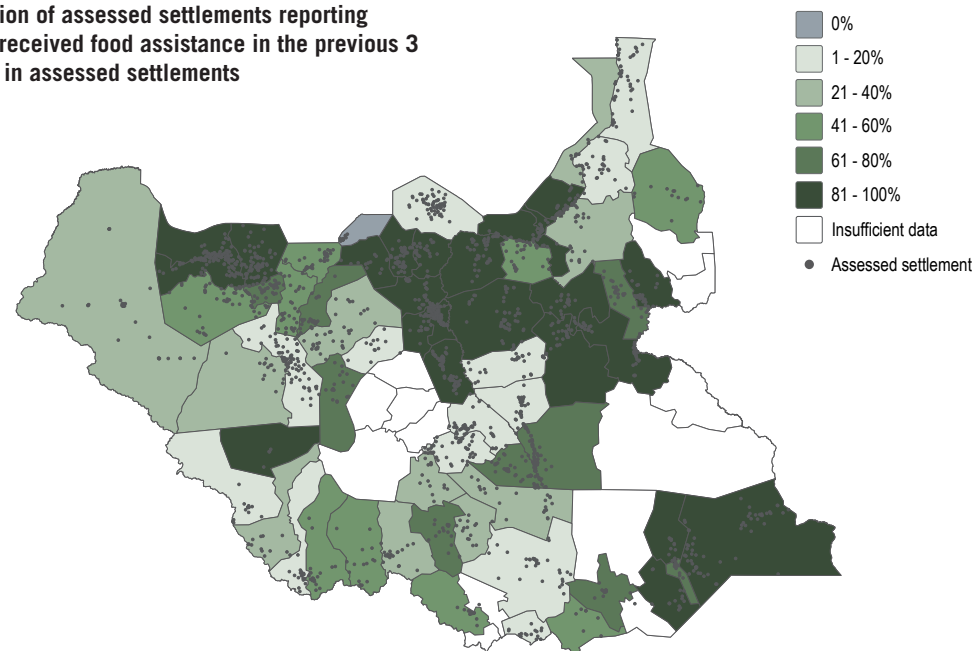 ion of assessed settlements reporting
received food assistance in the previous 3
in assessed settlements
0%
1 - 20%
21 - 40%
41 - 60%
61 - 80%
81 - 100%
Insufficient data
Assessed settlement